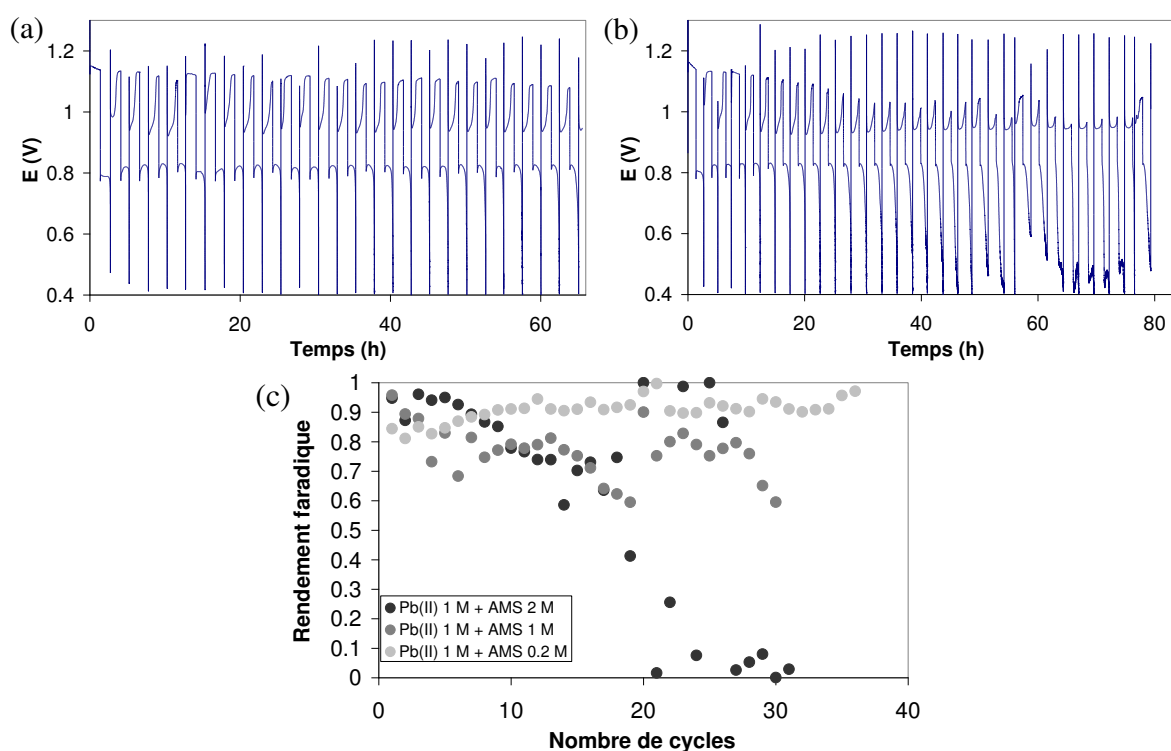 (a)
1.2
1
0.8
0.6
0.4
E (V)
0
20
40
60
Temps (h)
(b)
1.2
1
0.8
0.6
0.4
E (V)
0
20
40
60
80
Temps (h)
(c)
1
0.9
0.8
0.7
0.6
0.5
0.4
0.3
0.2
0.1
0
Rendement faradique
Pb(II) 1 M + AMS 2 M
Pb(II) 1 M + AMS 1 M
Pb(II) 1 M + AMS 0.2 M
0
10
20
30
40
Nombre de cycles